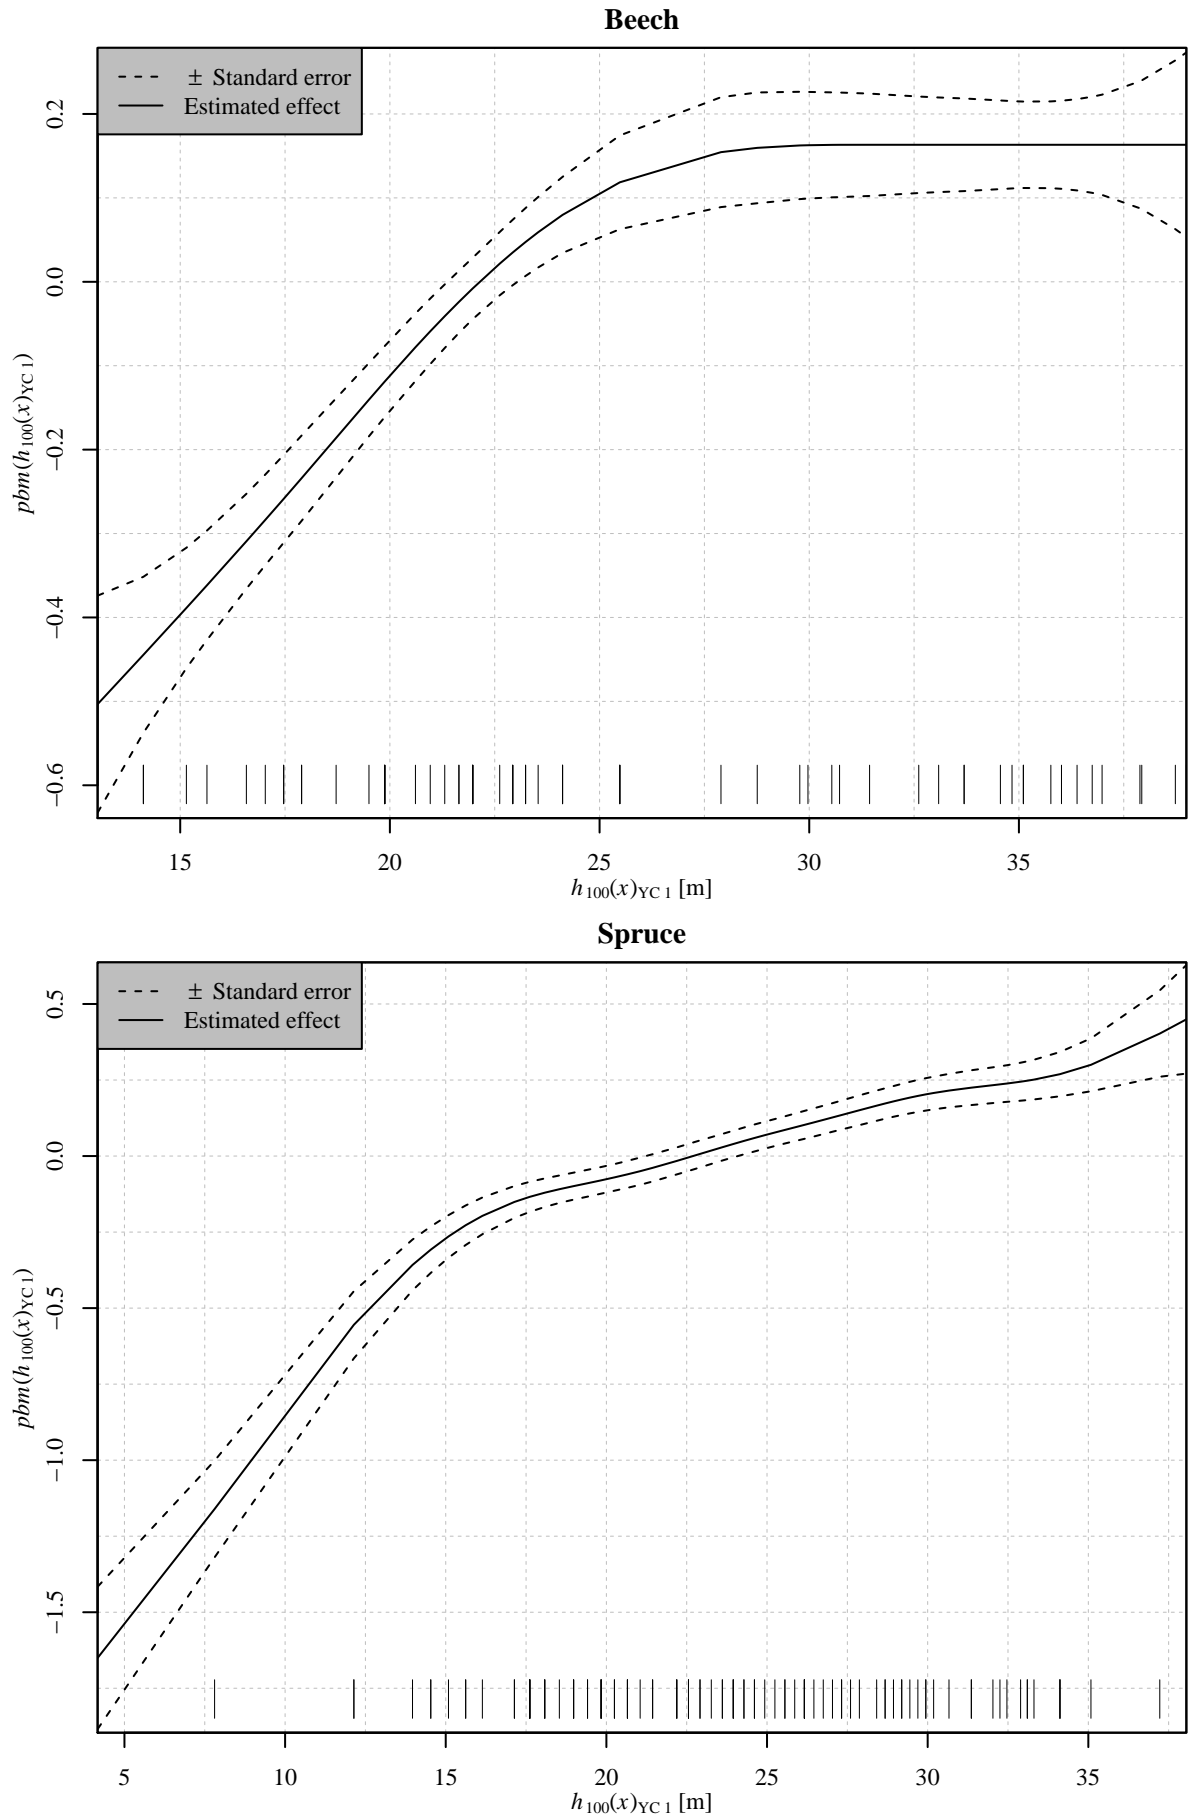 Beech
± Standard error
Estimated effect
0.2
0.0
−0.2
−0.4
−0.6
pbm(h100(x)YC 1)
15 20 25 30 35
h100(x)YC 1 [m]
Spruce
± Standard error
Estimated effect
0.5
0.0
−0.5
−1.0
−1.5
pbm(h100(x)YC 1)
5 10 15 20 25 30 35
h100(x)YC 1 [m]